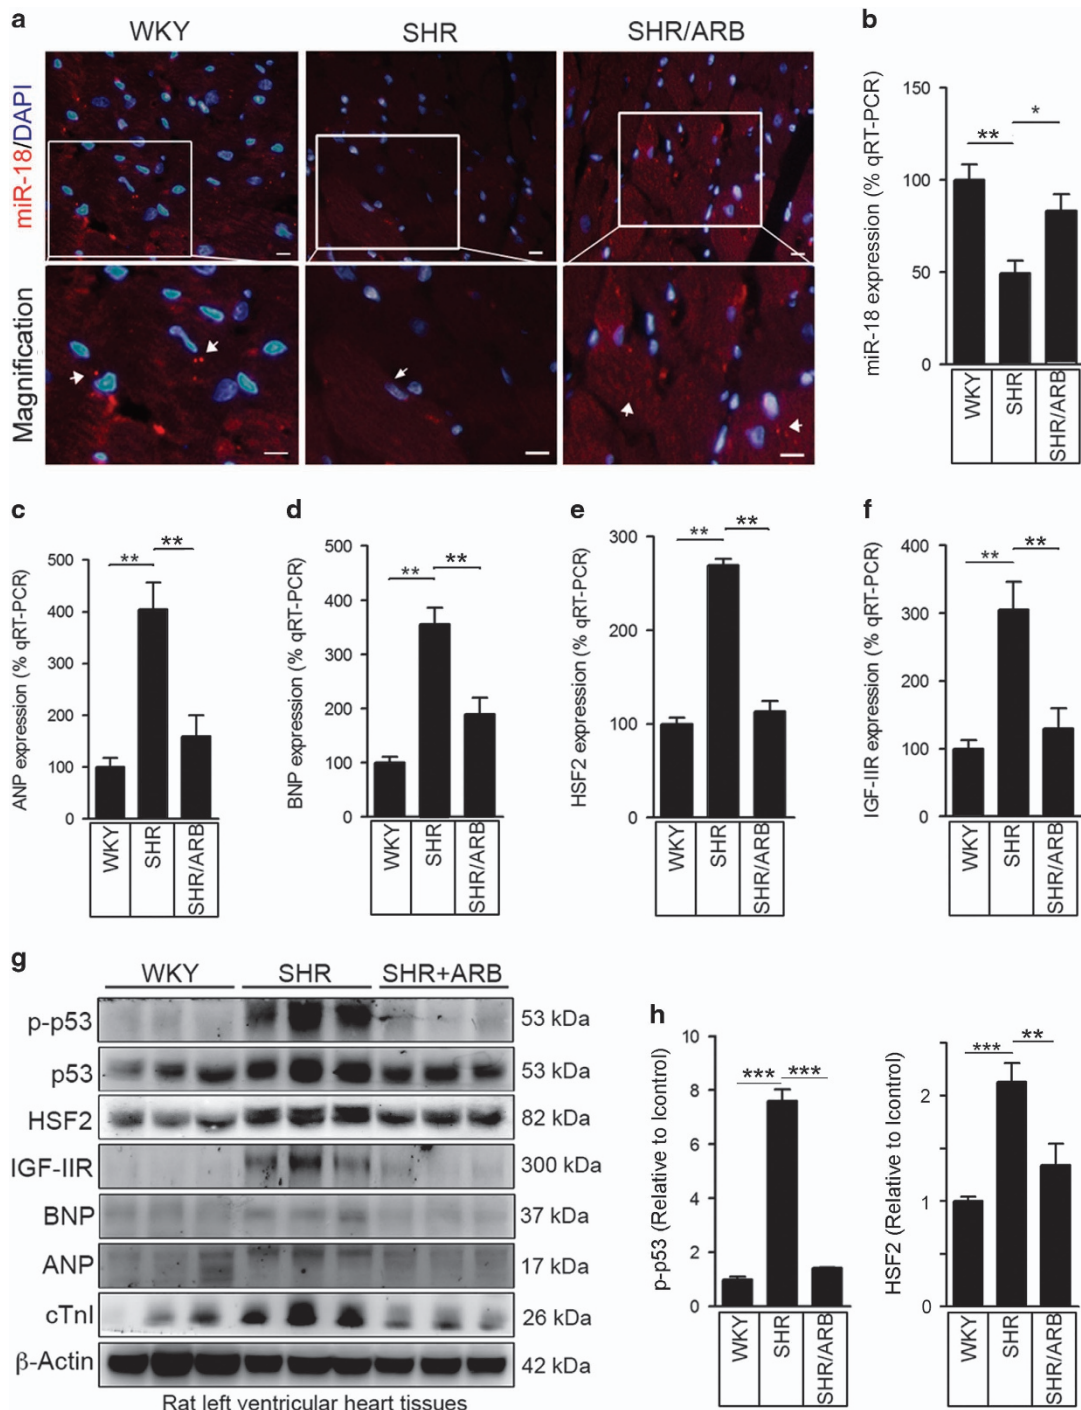 a
WKY
SHR
SHR/ARB
miR-18/DAPI
Magnification
b
miR-18 expression (% qRT-PCR)
150
100
50
0
**
*
WKY
SHR
SHR/ARB
c
ANP expression (% qRT-PCR)
500
400
300
200
100
0
**
**
WKY
SHR
SHR/ARB
d
BNP expression (% qRT-PCR)
500
400
300
200
100
0
**
**
WKY
SHR
SHR/ARB
e
HSF2 expression (% qRT-PCR)
300
200
100
0
**
**
WKY
SHR
SHR/ARB
f
IGF-IIR expression (% qRT-PCR)
400
300
200
100
0
**
**
WKY
SHR
SHR/ARB
g
WKY
SHR
SHR+ARB
p-p53 53 kDa
p53 53 kDa
HSF2 82 kDa
IGF-IIR 300 kDa
BNP 37 kDa
ANP 17 kDa
cTnI 26 kDa
β-Actin 42 kDa
Rat left ventricular heart tissues
h
p-p53 (Relative to Icontrol)
10
8
6
4
2
0
***
***
WKY
SHR
SHR/ARB
HSF2 (Relative to Icontrol)
2
1
0
***
**
WKY
SHR
SHR/ARB